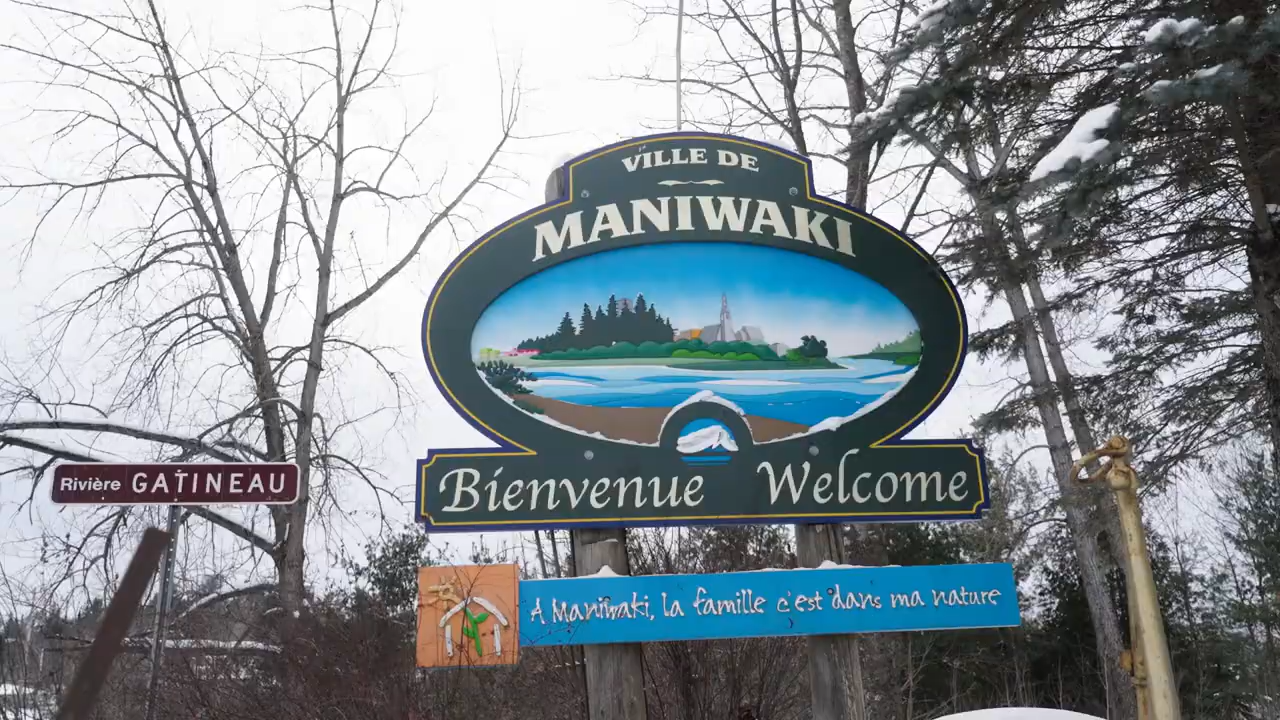 VILLE DE
MANIWAKI
Bienvenue Welcome
Rivière GATINEAU
A Maniwaki, la famille c'est dans ma nature